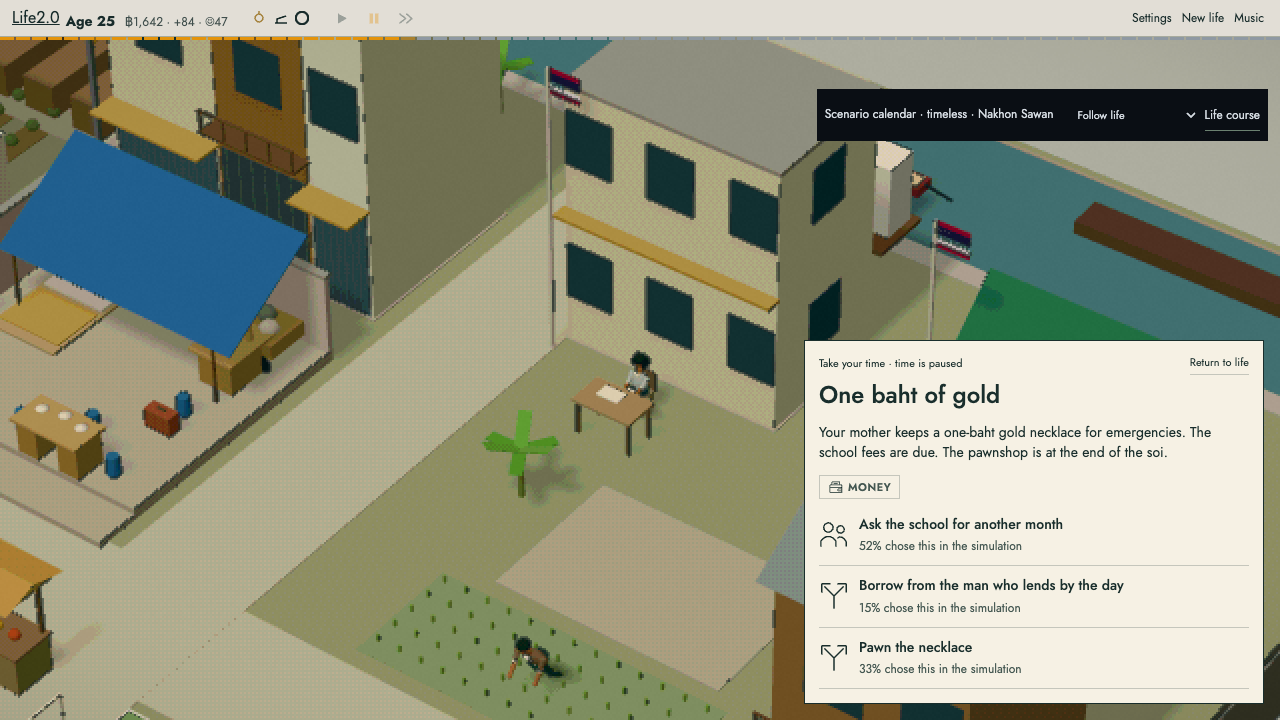 Life2.0 Age 25 ฿1,642 · +84 · ◎47
Settings New life Music
Scenario calendar · timeless · Nakhon Sawan Follow life Life course
Take your time · time is paused Return to life
One baht of gold
Your mother keeps a one-baht gold necklace for emergencies. The
school fees are due. The pawnshop is at the end of the soi.
MONEY
Ask the school for another month
52% chose this in the simulation
Borrow from the man who lends by the day
15% chose this in the simulation
Pawn the necklace
33% chose this in the simulation